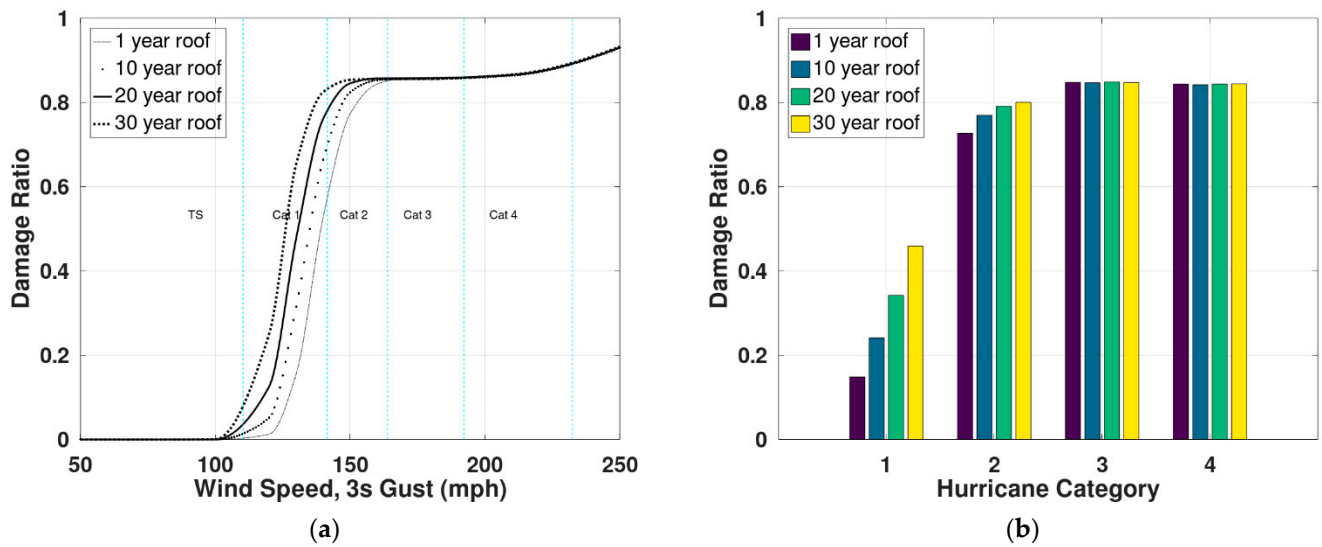 1
0.8
0.6
0.4
0.2
0
Damage Ratio
1 year roof
10 year roof
20 year roof
30 year roof
TS
Cat 1
Cat 2
Cat 3
Cat 4
50
100
150
200
250
Wind Speed, 3s Gust (mph)
(a)
1
0.8
0.6
0.4
0.2
0
Damage Ratio
1 year roof
10 year roof
20 year roof
30 year roof
1
2
3
4
Hurricane Category
(b)